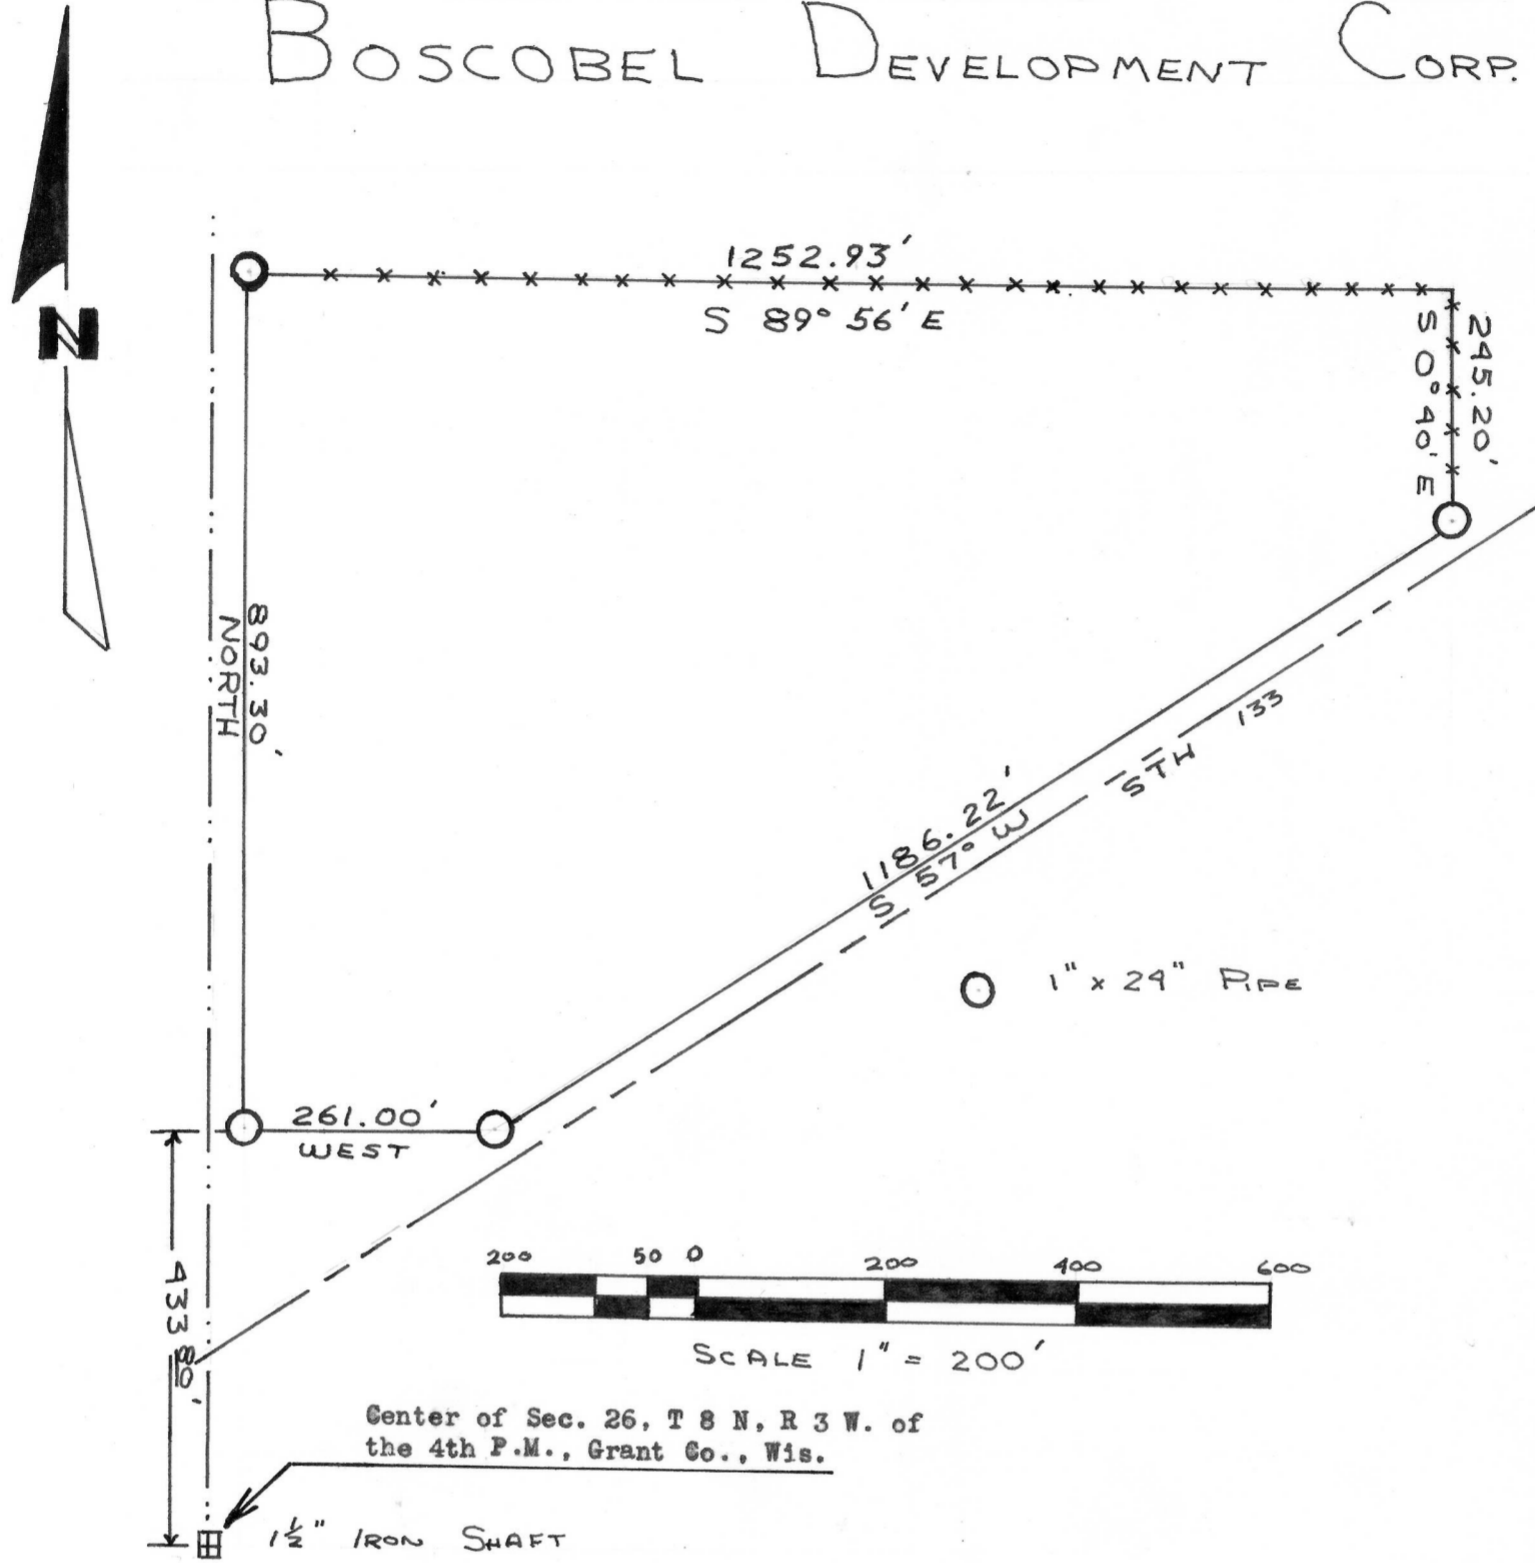 BOSCOBEL DEVELOPMENT CORP.
N
1252.93'
S 89° 56' E
245.20'
S 0° 40' E
893.30'
NORTH
1186.22'
S 57° W
STH 133
1" x 24" PIPE
261.00'
WEST
433.80'
200 50 0 200 400 600
SCALE 1" = 200'
Center of Sec. 26, T 8 N, R 3 W. of
the 4th P.M., Grant Co., Wis.
1½" IRON SHAFT